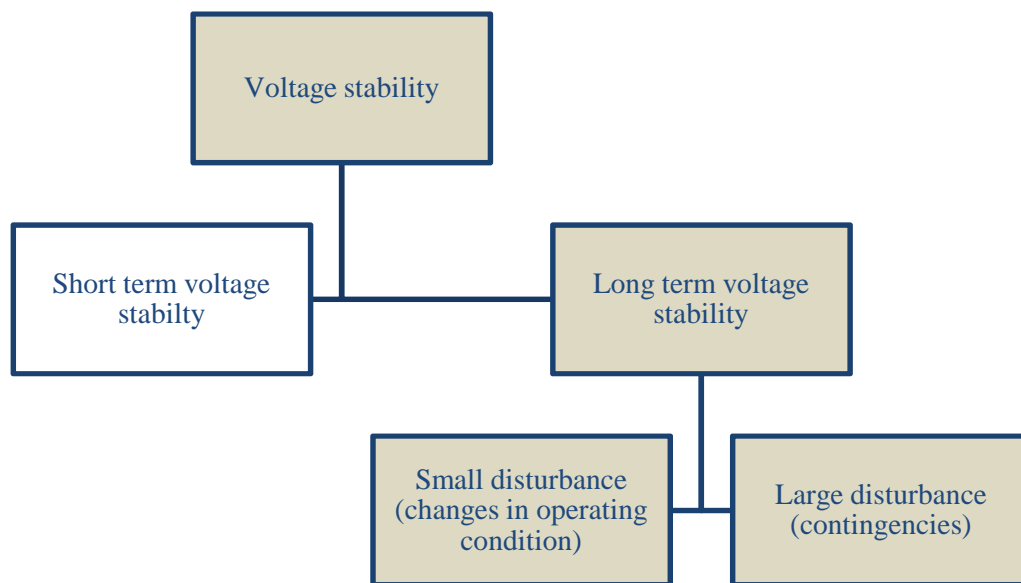 Voltage stability
Short term voltage
stabilty
Long term voltage
stability
Small disturbance
(changes in operating
condition)
Large disturbance
(contingencies)